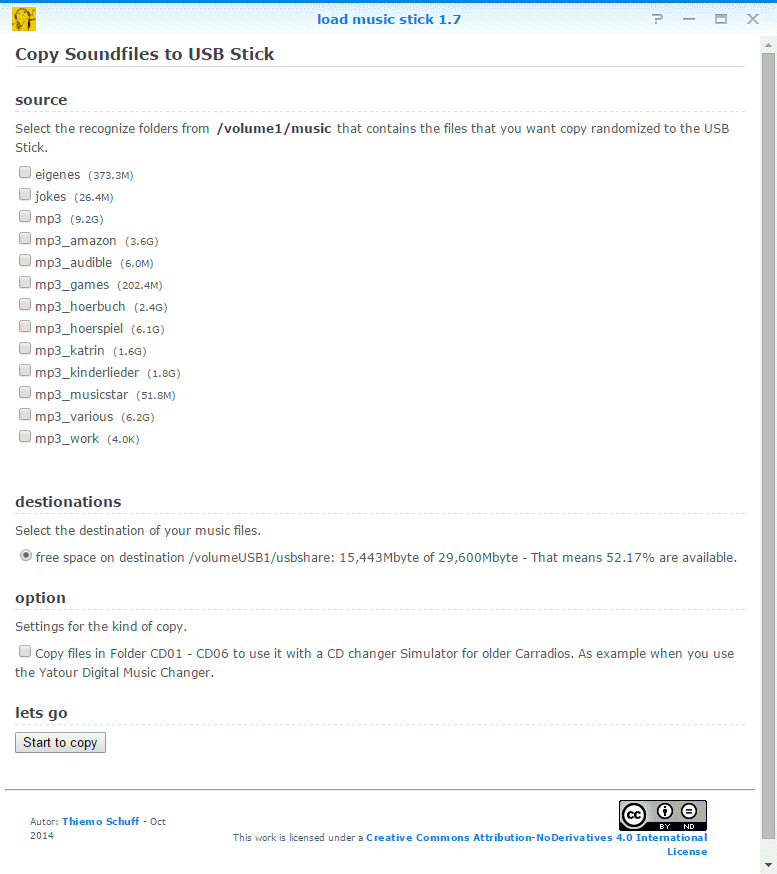 load music stick 1.7
Copy Soundfiles to USB Stick
source
Select the recognize folders from /volume1/music that contains the files that you want copy randomized to the USB
Stick.
eigenes (373.3M)
jokes (26.4M)
mp3 (9.2G)
mp3_amazon (3.6G)
mp3_audible (6.0M)
mp3_games (202.4M)
mp3_hoerbuch (2.4G)
mp3_hoerspiel (6.1G)
mp3_katrin (1.6G)
mp3_kinderlieder (1.8G)
mp3_musicstar (51.8M)
mp3_various (6.2G)
mp3_work (4.0K)
destionations
Select the destination of your music files.
free space on destination /volumeUSB1/usbshare: 15,443Mbyte of 29,600Mbyte - That means 52.17% are available.
option
Settings for the kind of copy.
Copy files in Folder CD01 - CD06 to use it with a CD changer Simulator for older Carradios. As example when you use
the Yatour Digital Music Changer.
lets go
Start to copy
Autor: Thiemo Schuff - Oct
2014
cc
BY ND
This work is licensed under a Creative Commons Attribution-NoDerivatives 4.0 International
License